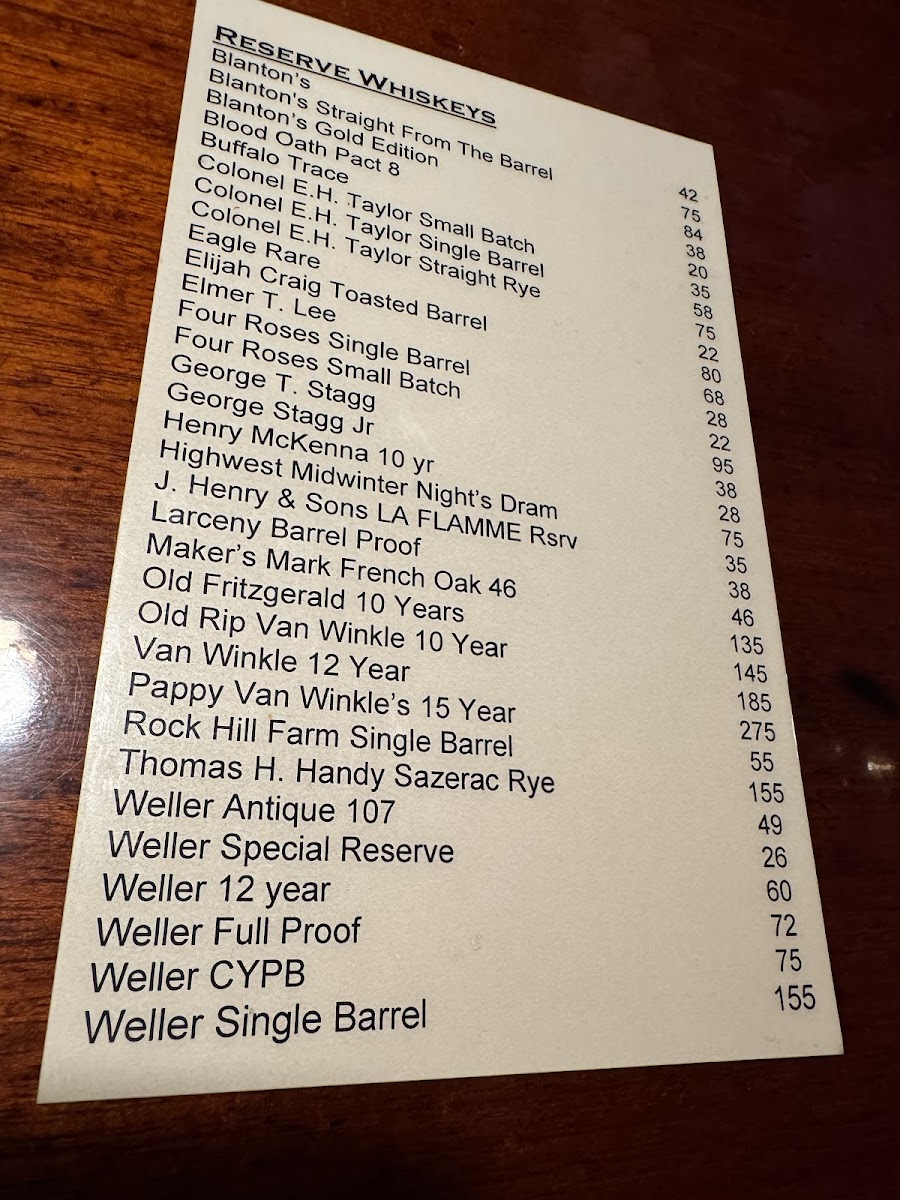 RESERVE WHISKEYS
Blanton's 42
Blanton's Straight From The Barrel 75
Blanton's Gold Edition 84
Blood Oath Pact 8 38
Buffalo Trace 20
Colonel E.H. Taylor Small Batch 35
Colonel E.H. Taylor Single Barrel 58
Colonel E.H. Taylor Straight Rye 75
Eagle Rare 22
Elijah Craig Toasted Barrel 80
Elmer T. Lee 68
Four Roses Single Barrel 28
Four Roses Small Batch 22
George T. Stagg 95
George Stagg Jr 38
Henry McKenna 10 yr 28
Highwest Midwinter Night's Dram 75
J. Henry & Sons LA FLAMME Rsrv 35
Larceny Barrel Proof 38
Maker's Mark French Oak 46 46
Old Fritzgerald 10 Years 135
Old Rip Van Winkle 10 Year 145
Van Winkle 12 Year 185
Pappy Van Winkle's 15 Year 275
Rock Hill Farm Single Barrel 55
Thomas H. Handy Sazerac Rye 155
Weller Antique 107 49
Weller Special Reserve 26
Weller 12 year 60
Weller Full Proof 72
Weller CYPB 75
Weller Single Barrel 155